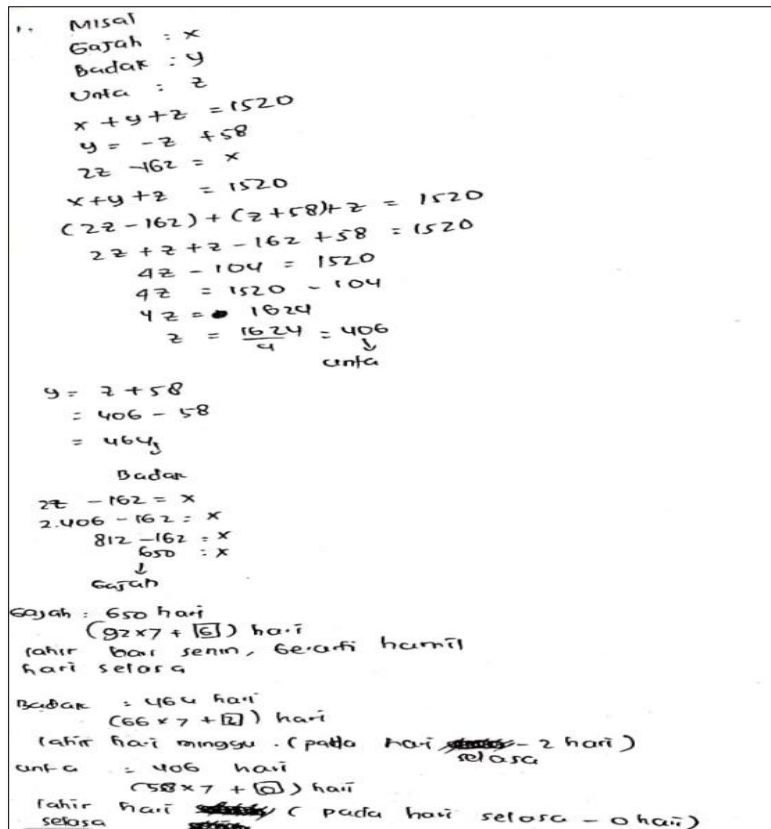 1. Misal
Gajah : x
Badak : y
Unta : z
x + y + z = 1520
y = -z + 58
2z - 162 = x
x + y + z = 1520
(2z - 162) + (z + 58) + z = 1520
2z + z + z - 162 + 58 = 1520
4z - 104 = 1520
4z = 1520 - 104
4z = 1624
z = 1624/4 = 406
↓
unta
y = z + 58
= 406 - 58
= 464
Badak
2z - 162 = x
2.406 - 162 = x
812 - 162 = x
650 = x
↓
Gajah
Gajah : 650 hari
(92 x 7 + 6) hari
lahir hari senin, berarti hamil
hari selasa
Badak : 464 hari
(66 x 7 + 2) hari
lahir hari minggu. (pada hari selasa - 2 hari)
unta = 406 hari
(58 x 7 + 0) hari
lahir hari selasa (pada hari selasa - 0 hari)